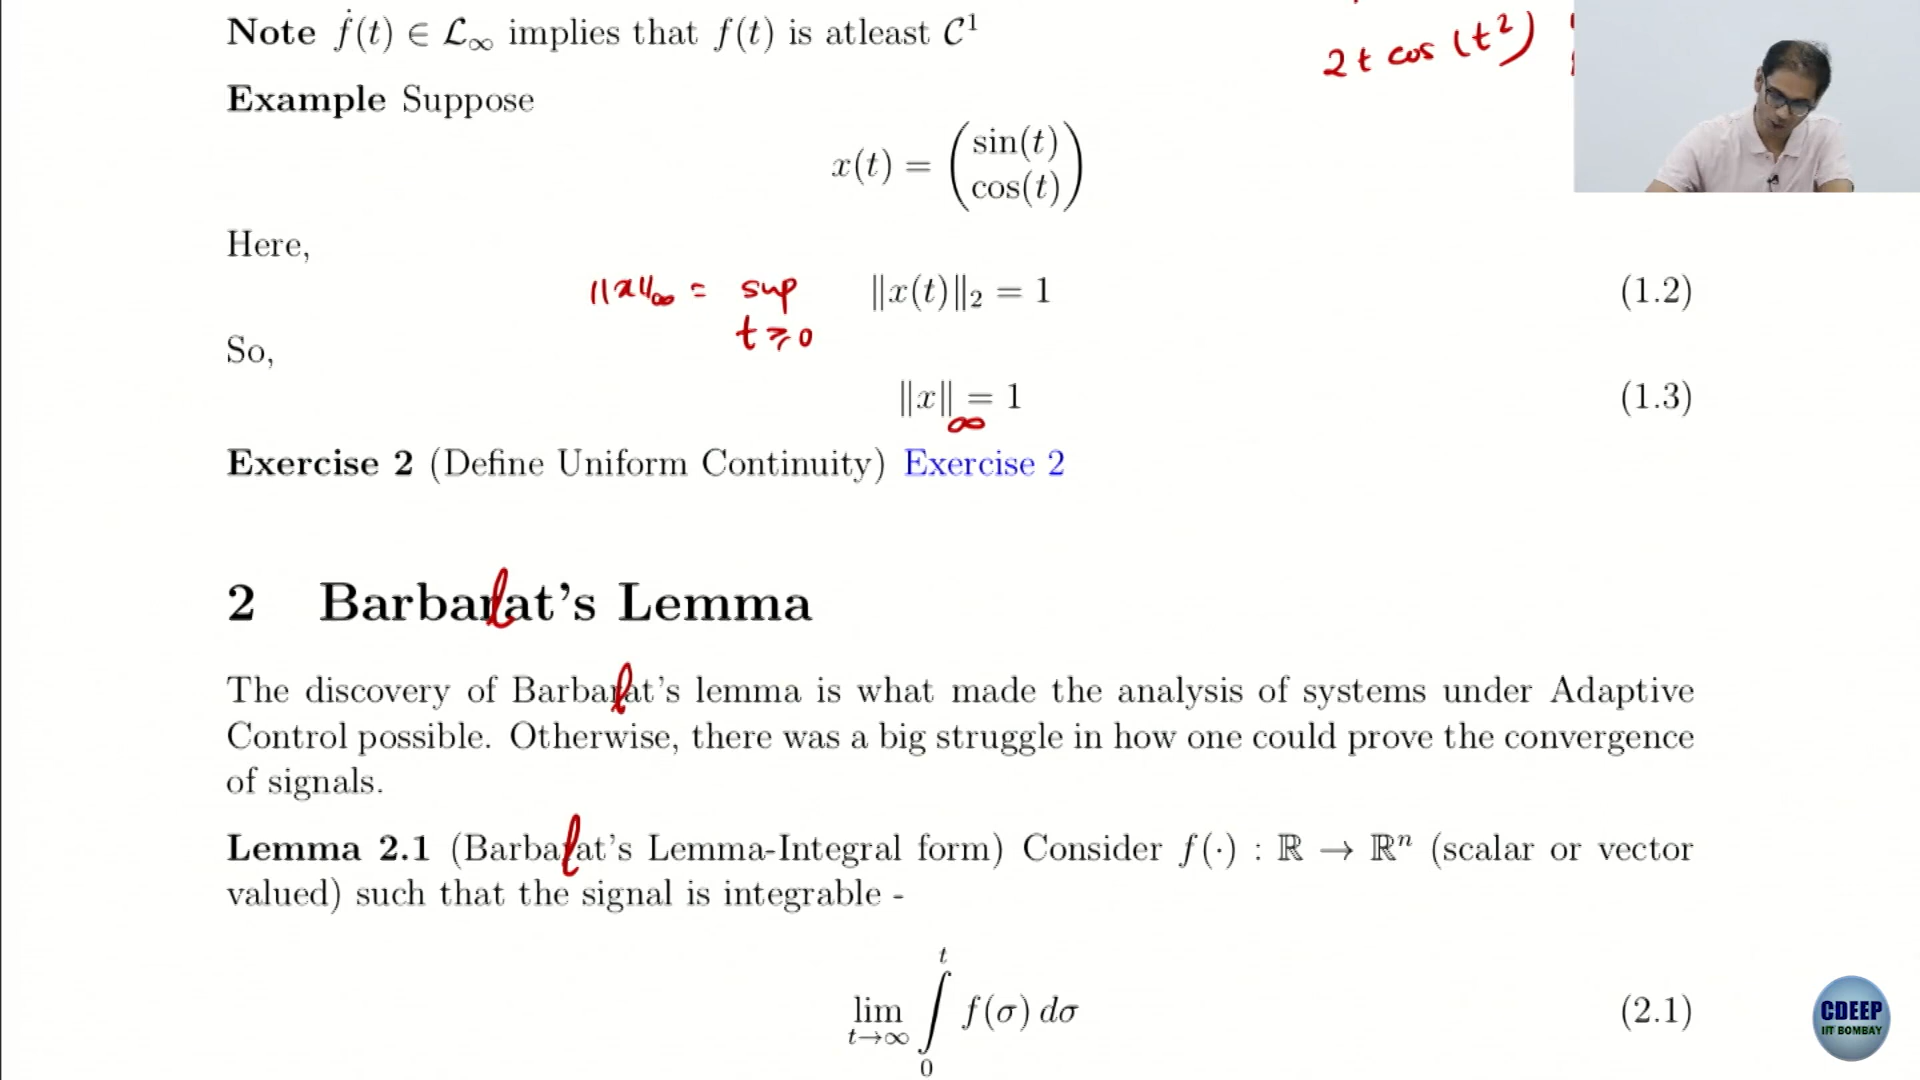 Note ḟ(t) ∈ ℒ∞ implies that f(t) is atleast 𝒞¹
2t cos (t²)
Example Suppose
x(t) = (sin(t) cos(t))
Here,
||x||∞ = sup t ≥ 0 ‖x(t)‖₂ = 1 (1.2)
So,
‖x‖∞ = 1 (1.3)
Exercise 2 (Define Uniform Continuity) Exercise 2
2 Barbalat's Lemma
The discovery of Barbalat's lemma is what made the analysis of systems under Adaptive
Control possible. Otherwise, there was a big struggle in how one could prove the convergence
of signals.
Lemma 2.1 (Barbalat's Lemma-Integral form) Consider f(·) : ℝ → ℝⁿ (scalar or vector
valued) such that the signal is integrable -
lim t→∞ ∫₀ᵗ f(σ) dσ (2.1)
CDEEP
IIT BOMBAY